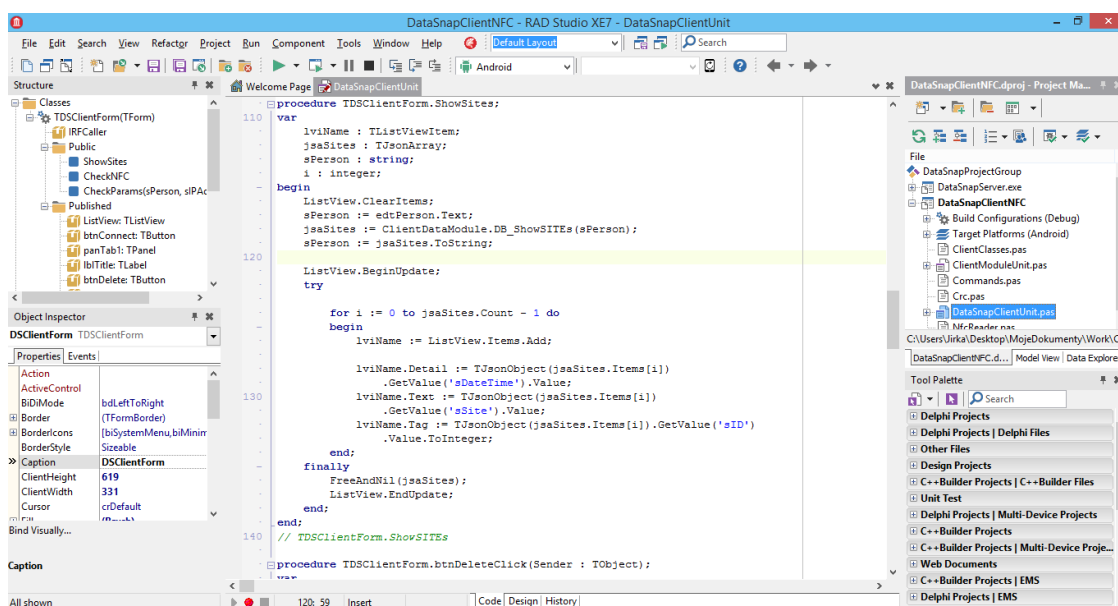 DataSnapClientNFC - RAD Studio XE7 - DataSnapClientUnit
File Edit Search View Refactor Project Run Component Tools Window Help Default Layout Search
Android
Structure
Classes
TDSClientForm(TForm)
IRFCaller
Public
ShowSites
CheckNFC
CheckParams(sPerson, sIPAc
Published
ListView: TListView
btnConnect: TButton
panTab1: TPanel
lblTitle: TLabel
btnDelete: TButton
Object Inspector
DSClientForm TDSClientForm
Properties Events
Action
ActiveControl
BiDiMode bdLeftToRight
Border (TFormBorder)
BorderIcons [biSystemMenu,biMinim
BorderStyle Sizeable
Caption DSClientForm
ClientHeight 619
ClientWidth 331
Cursor crDefault
Fill (Brush)
Bind Visually...
Caption
All shown
Welcome Page DataSnapClientUnit
procedure TDSClientForm.ShowSites;
110 var
lviName : TListViewItem;
jsaSites : TJsonArray;
sPerson : string;
i : integer;
begin
ListView.ClearItems;
sPerson := edtPerson.Text;
jsaSites := ClientDataModule.DB_ShowSITEs(sPerson);
sPerson := jsaSites.ToString;
120
ListView.BeginUpdate;
try
for i := 0 to jsaSites.Count - 1 do
begin
lviName := ListView.Items.Add;
lviName.Detail := TJsonObject(jsaSites.Items[i])
.GetValue('sDateTime').Value;
130 lviName.Text := TJsonObject(jsaSites.Items[i])
.GetValue('sSite').Value;
lviName.Tag := TJsonObject(jsaSites.Items[i]).GetValue('sID')
.Value.ToInteger;
end;
finally
FreeAndNil(jsaSites);
ListView.EndUpdate;
end;
end;
140 // TDSClientForm.ShowSITEs
procedure TDSClientForm.btnDeleteClick(Sender : TObject);
var
120: 59 Insert Code Design History
DataSnapClientNFC.dproj - Project Ma...
File
DataSnapProjectGroup
DataSnapServer.exe
DataSnapClientNFC
Build Configurations (Debug)
Target Platforms (Android)
ClientClasses.pas
ClientModuleUnit.pas
Commands.pas
Crc.pas
DataSnapClientUnit.pas
NfcReader.pas
C:\Users\Jirka\Desktop\MojeDokumenty\Work\C
DataSnapClientNFC.d... Model View Data Explore
Tool Palette
Search
Delphi Projects
Delphi Projects | Delphi Files
Other Files
Design Projects
C++Builder Projects | C++Builder Files
Unit Test
Delphi Projects | Multi-Device Projects
C++Builder Projects
C++Builder Projects | Multi-Device Proje...
Web Documents
C++Builder Projects | EMS
Delphi Projects | EMS